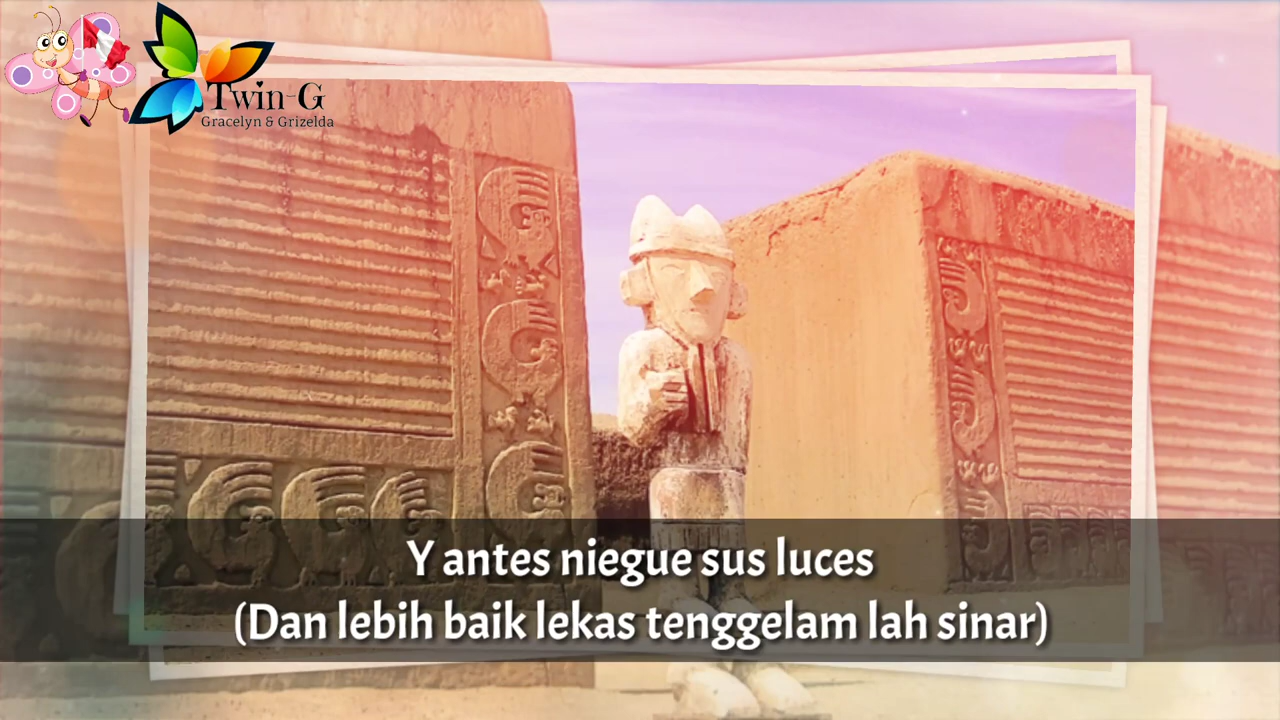 Twin-G
Gracelyn & Grizelda
Y antes niegue sus luces
(Dan lebih baik lekas tenggelam lah sinar)